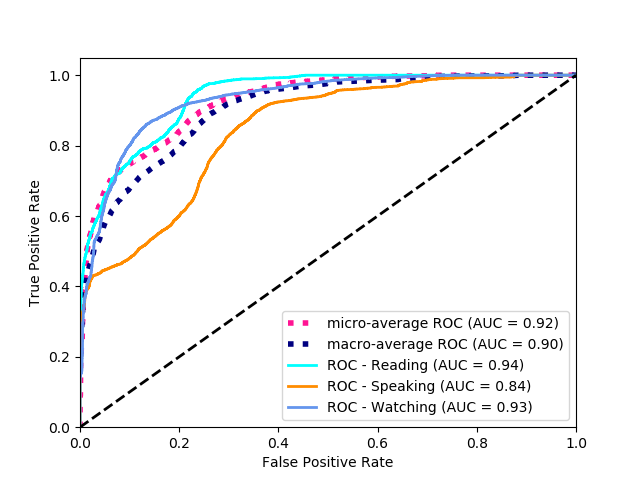 1.0
0.8
0.6
0.4
0.2
0.0
0.0 0.2 0.4 0.6 0.8 1.0
True Positive Rate
False Positive Rate
micro-average ROC (AUC = 0.92)
macro-average ROC (AUC = 0.90)
ROC - Reading (AUC = 0.94)
ROC - Speaking (AUC = 0.84)
ROC - Watching (AUC = 0.93)